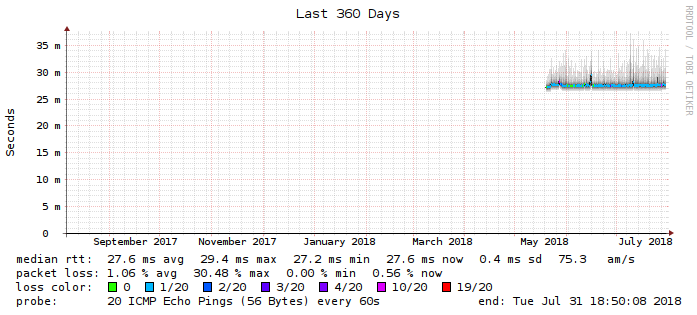 Last 360 Days
RRDTOOL / TOBI OETIKER
Seconds
35 m
30 m
25 m
20 m
15 m
10 m
5 m
0
September 2017 November 2017 January 2018 March 2018 May 2018 July 2018
median rtt: 27.6 ms avg 29.4 ms max 27.2 ms min 27.6 ms now 0.4 ms sd 75.3 am/s
packet loss: 1.06 % avg 30.48 % max 0.00 % min 0.56 % now
loss color: 0 1/20 2/20 3/20 4/20 10/20 19/20
probe: 20 ICMP Echo Pings (56 Bytes) every 60s end: Tue Jul 31 18:50:08 2018